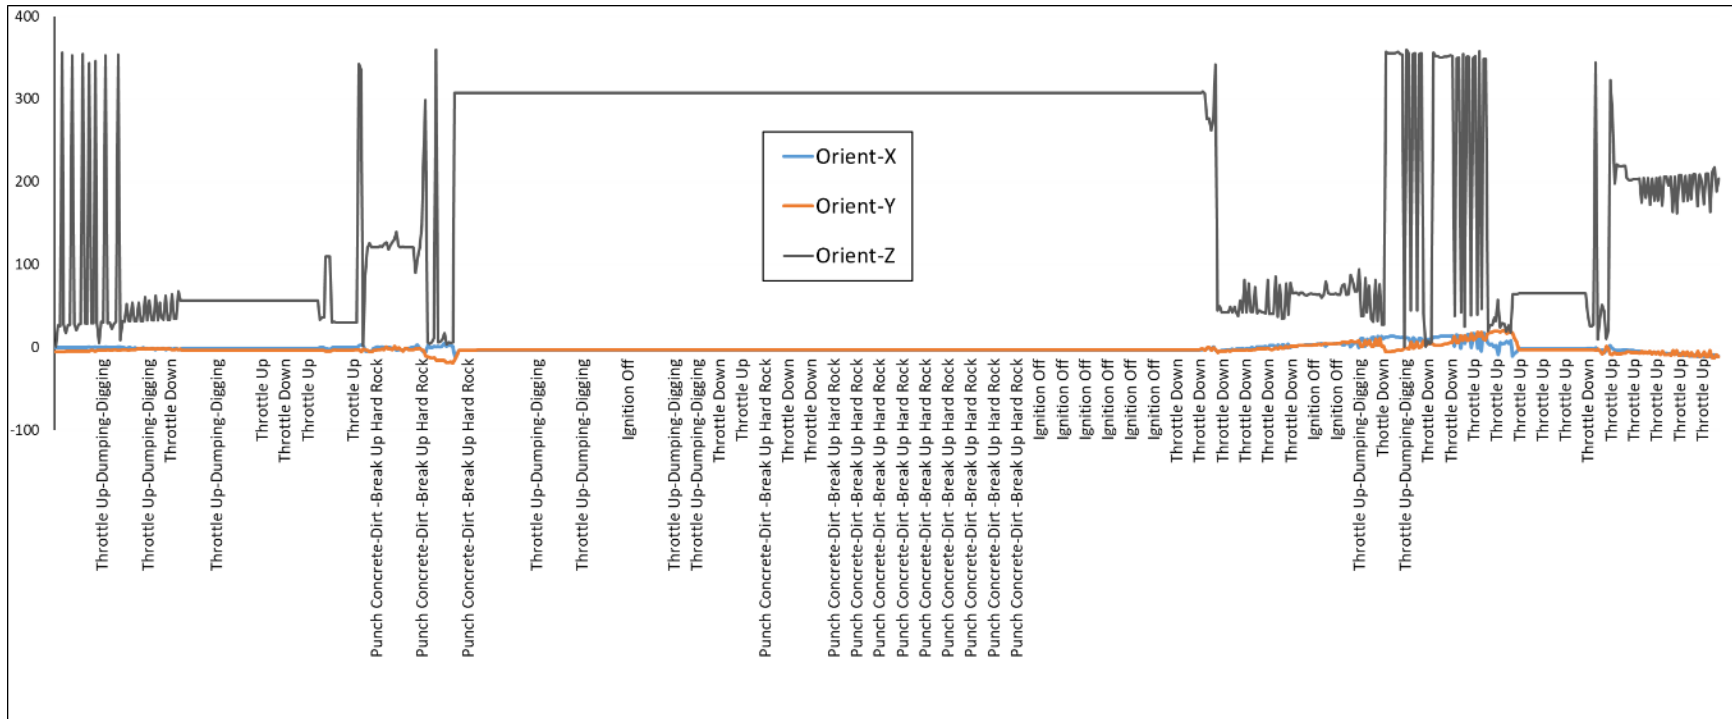 400
300
200
100
0
-100
Orient-X
Orient-Y
Orient-Z
Throttle Up-Dumping-Digging
Throttle Up-Dumping-Digging
Throttle Down
Throttle Up-Dumping-Digging
Throttle Up
Throttle Down
Throttle Up
Throttle Up
Punch Concrete-Dirt -Break Up Hard Rock
Punch Concrete-Dirt -Break Up Hard Rock
Punch Concrete-Dirt -Break Up Hard Rock
Throttle Up-Dumping-Digging
Throttle Up-Dumping-Digging
Ignition Off
Throttle Up-Dumping-Digging
Throttle Up-Dumping-Digging
Throttle Down
Throttle Up
Punch Concrete-Dirt -Break Up Hard Rock
Throttle Down
Throttle Down
Punch Concrete-Dirt -Break Up Hard Rock
Punch Concrete-Dirt -Break Up Hard Rock
Punch Concrete-Dirt -Break Up Hard Rock
Punch Concrete-Dirt -Break Up Hard Rock
Punch Concrete-Dirt -Break Up Hard Rock
Punch Concrete-Dirt -Break Up Hard Rock
Punch Concrete-Dirt -Break Up Hard Rock
Punch Concrete-Dirt -Break Up Hard Rock
Punch Concrete-Dirt -Break Up Hard Rock
Ignition Off
Ignition Off
Ignition Off
Ignition Off
Ignition Off
Ignition Off
Throttle Down
Throttle Down
Throttle Down
Throttle Down
Throttle Down
Throttle Down
Ignition Off
Ignition Off
Throttle Up-Dumping-Digging
Thottle Down
Throttle Up-Dumping-Digging
Throttle Down
Throttle Down
Throttle Up
Throttle Up
Throttle Up
Throttle Up
Throttle Up
Throttle Down
Throttle Up
Throttle Up
Throttle Up
Throttle Up
Throttle Up